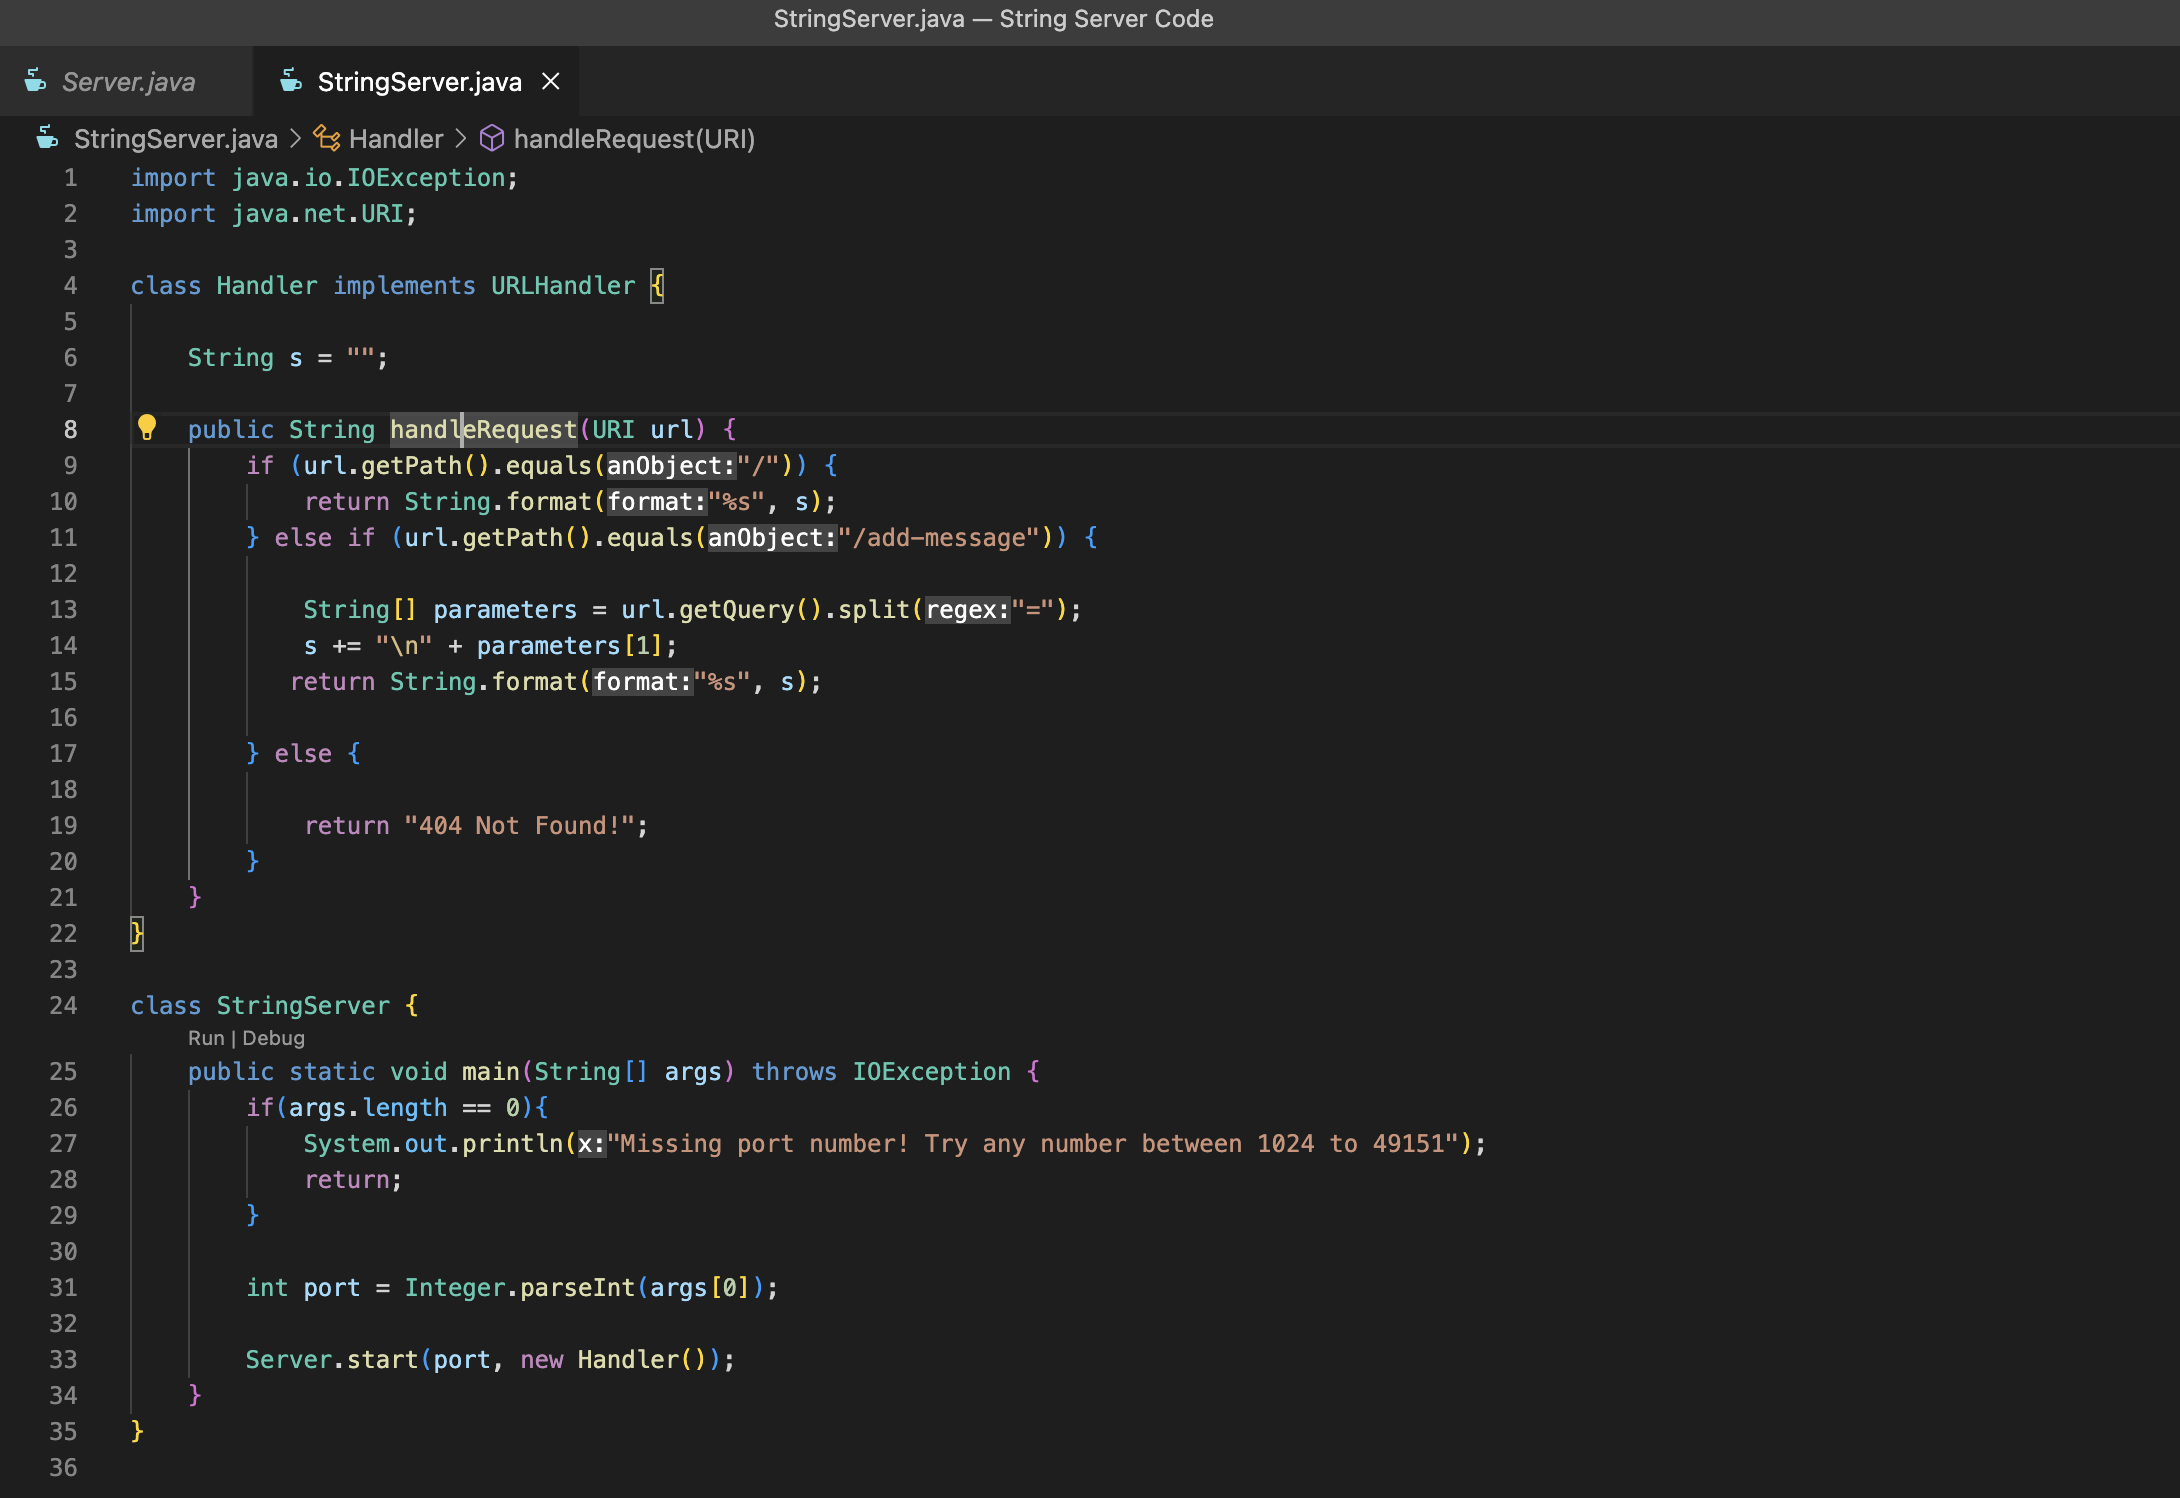 StringServer.java — String Server Code
Server.java StringServer.java
StringServer.java > Handler > handleRequest(URI)
1 import java.io.IOException;
2 import java.net.URI;
3
4 class Handler implements URLHandler {
5
6 String s = "";
7
8 public String handleRequest(URI url) {
9 if (url.getPath().equals(anObject:"/")) {
10 return String.format(format:"%s", s);
11 } else if (url.getPath().equals(anObject:"/add-message")) {
12
13 String[] parameters = url.getQuery().split(regex:"=");
14 s += "\n" + parameters[1];
15 return String.format(format:"%s", s);
16
17 } else {
18
19 return "404 Not Found!";
20 }
21 }
22 }
23
24 class StringServer {
Run | Debug
25 public static void main(String[] args) throws IOException {
26 if(args.length == 0){
27 System.out.println(x:"Missing port number! Try any number between 1024 to 49151");
28 return;
29 }
30
31 int port = Integer.parseInt(args[0]);
32
33 Server.start(port, new Handler());
34 }
35 }
36